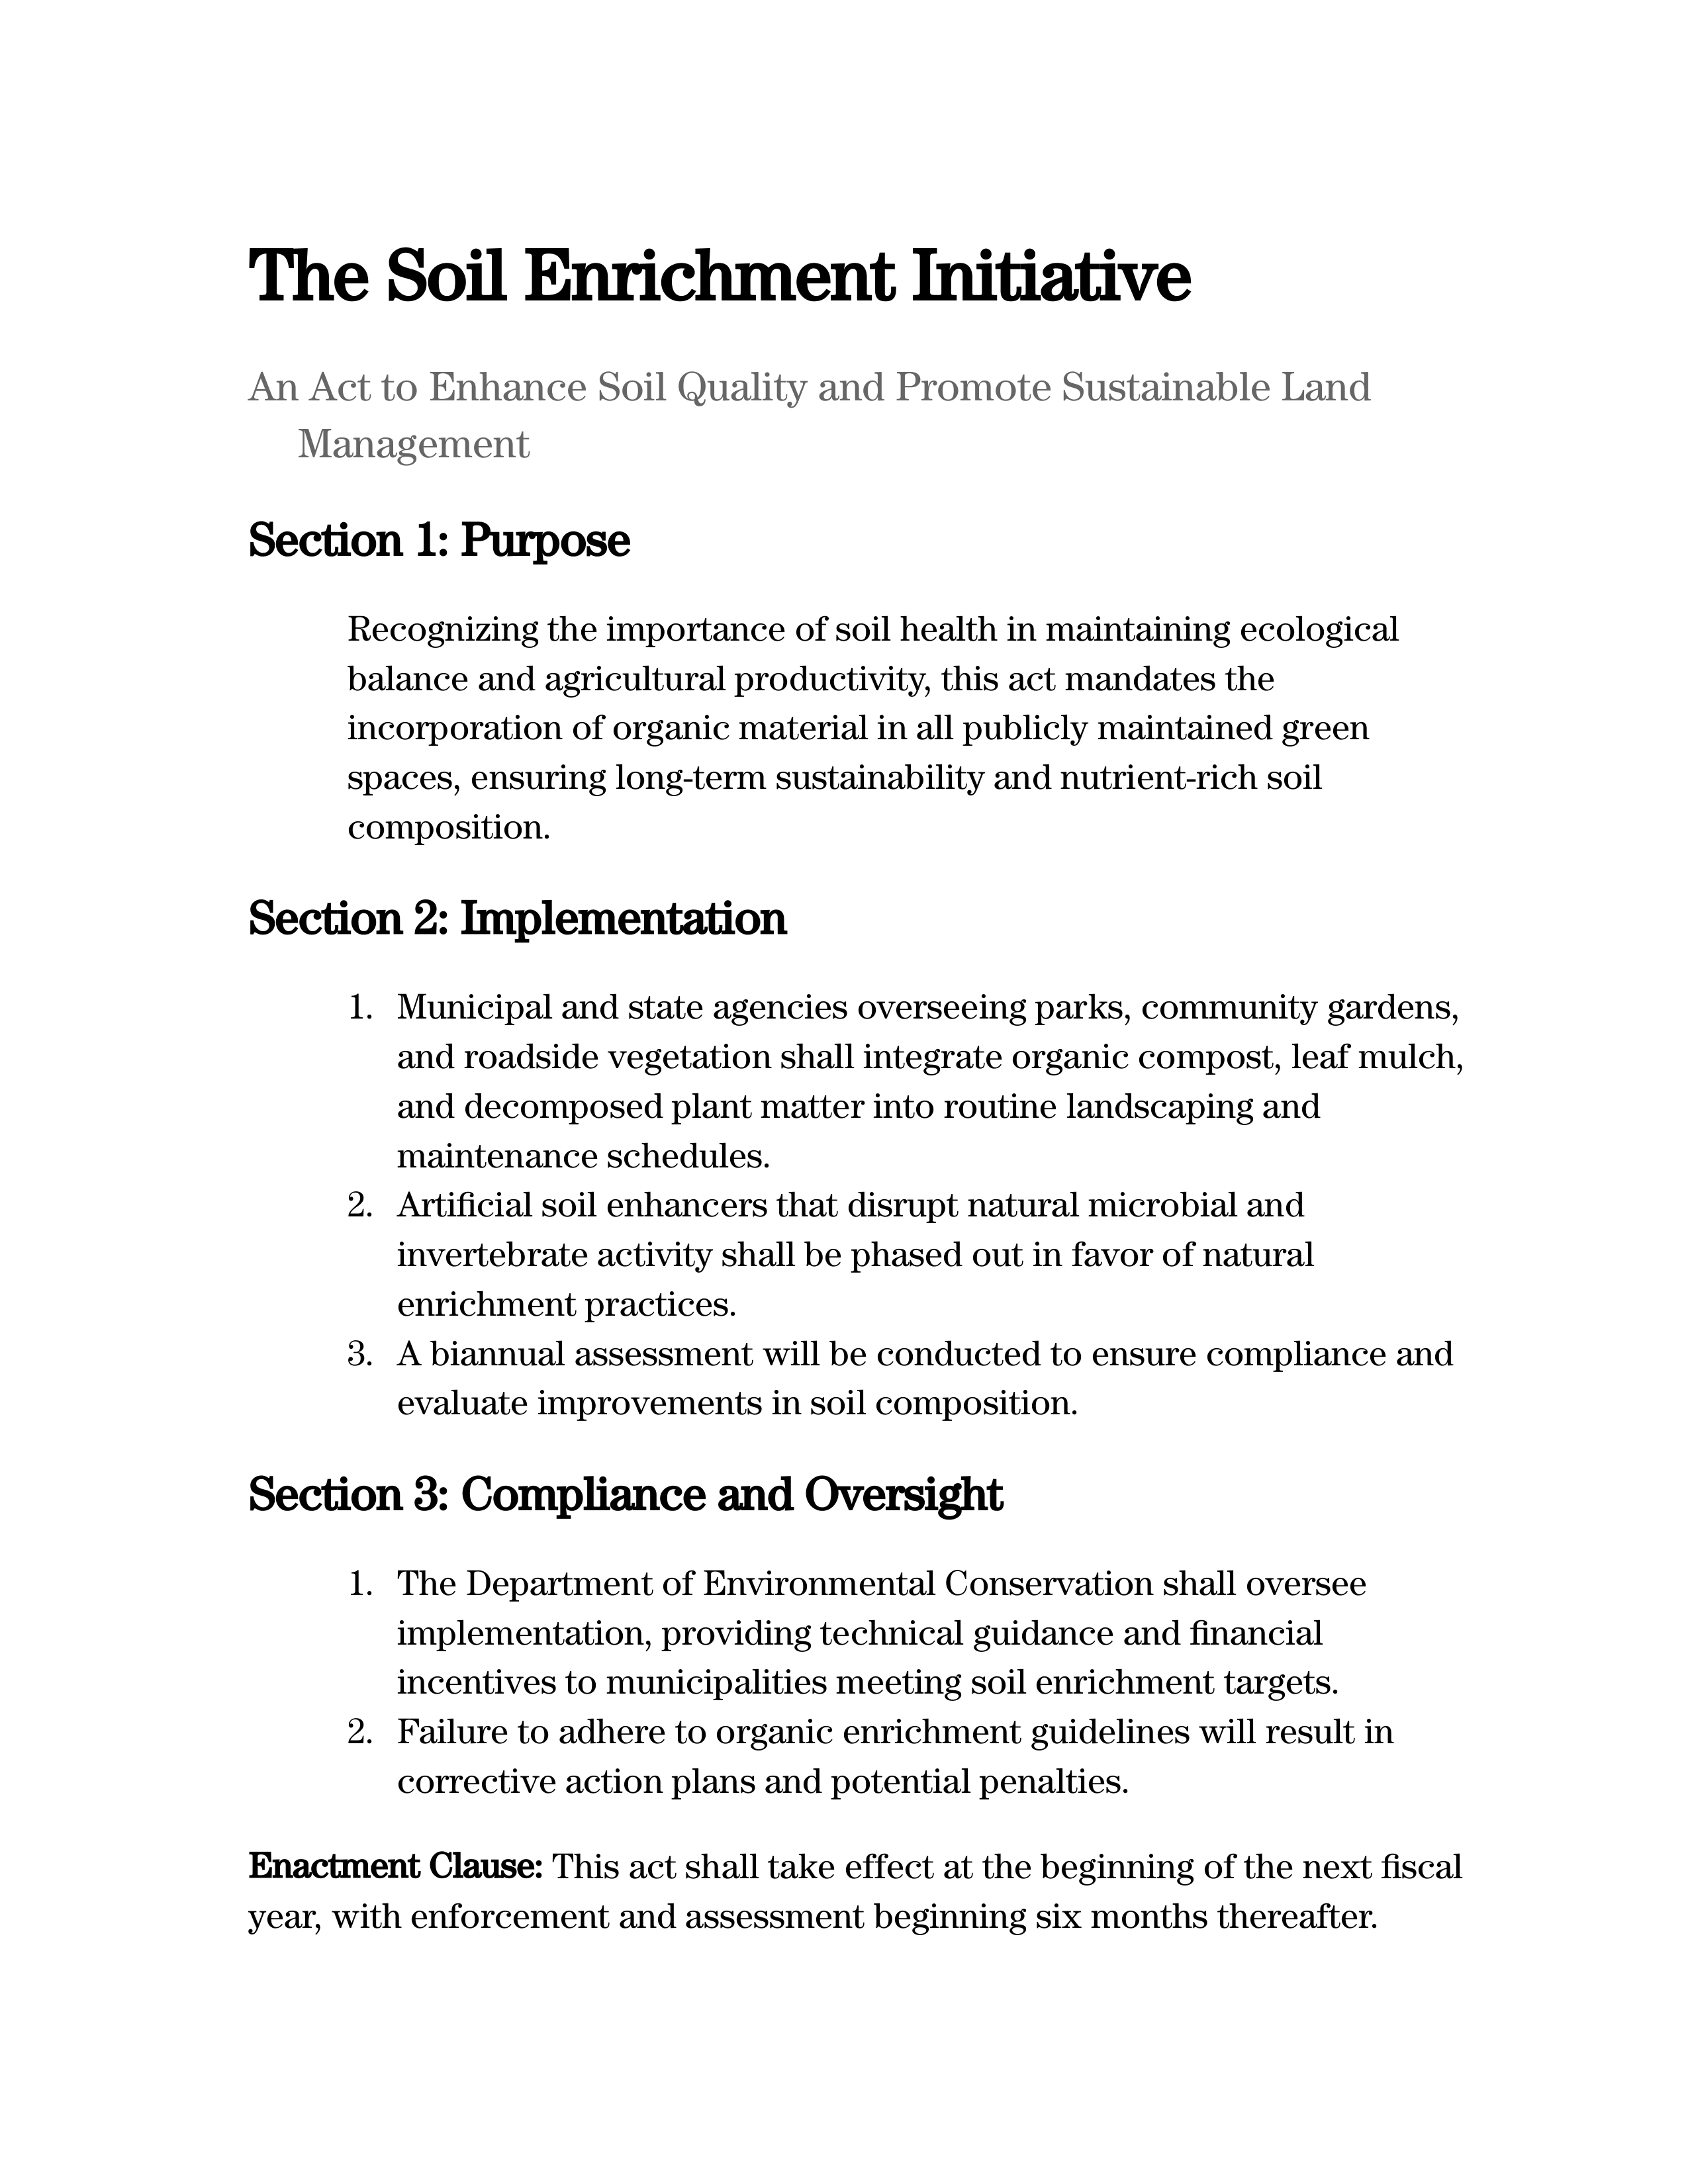 The Soil Enrichment Initiative
An Act to Enhance Soil Quality and Promote Sustainable Land
Management
Section 1: Purpose
Recognizing the importance of soil health in maintaining ecological
balance and agricultural productivity, this act mandates the
incorporation of organic material in all publicly maintained green
spaces, ensuring long-term sustainability and nutrient-rich soil
composition.
Section 2: Implementation
1. Municipal and state agencies overseeing parks, community gardens,
and roadside vegetation shall integrate organic compost, leaf mulch,
and decomposed plant matter into routine landscaping and
maintenance schedules.
2. Artificial soil enhancers that disrupt natural microbial and
invertebrate activity shall be phased out in favor of natural
enrichment practices.
3. A biannual assessment will be conducted to ensure compliance and
evaluate improvements in soil composition.
Section 3: Compliance and Oversight
1. The Department of Environmental Conservation shall oversee
implementation, providing technical guidance and financial
incentives to municipalities meeting soil enrichment targets.
2. Failure to adhere to organic enrichment guidelines will result in
corrective action plans and potential penalties.
Enactment Clause: This act shall take effect at the beginning of the next fiscal
year, with enforcement and assessment beginning six months thereafter.